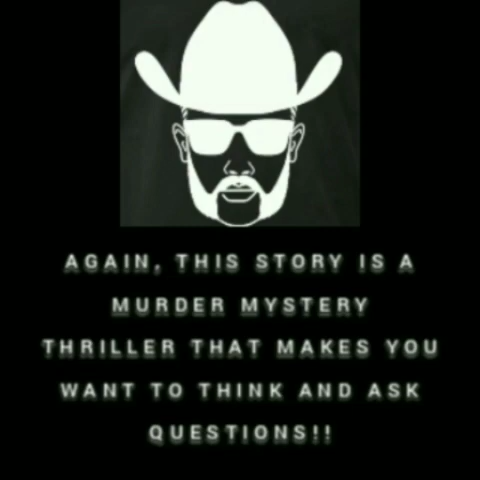 AGAIN, THIS STORY IS A
MURDER MYSTERY
THRILLER THAT MAKES YOU
WANT TO THINK AND ASK
QUESTIONS!!